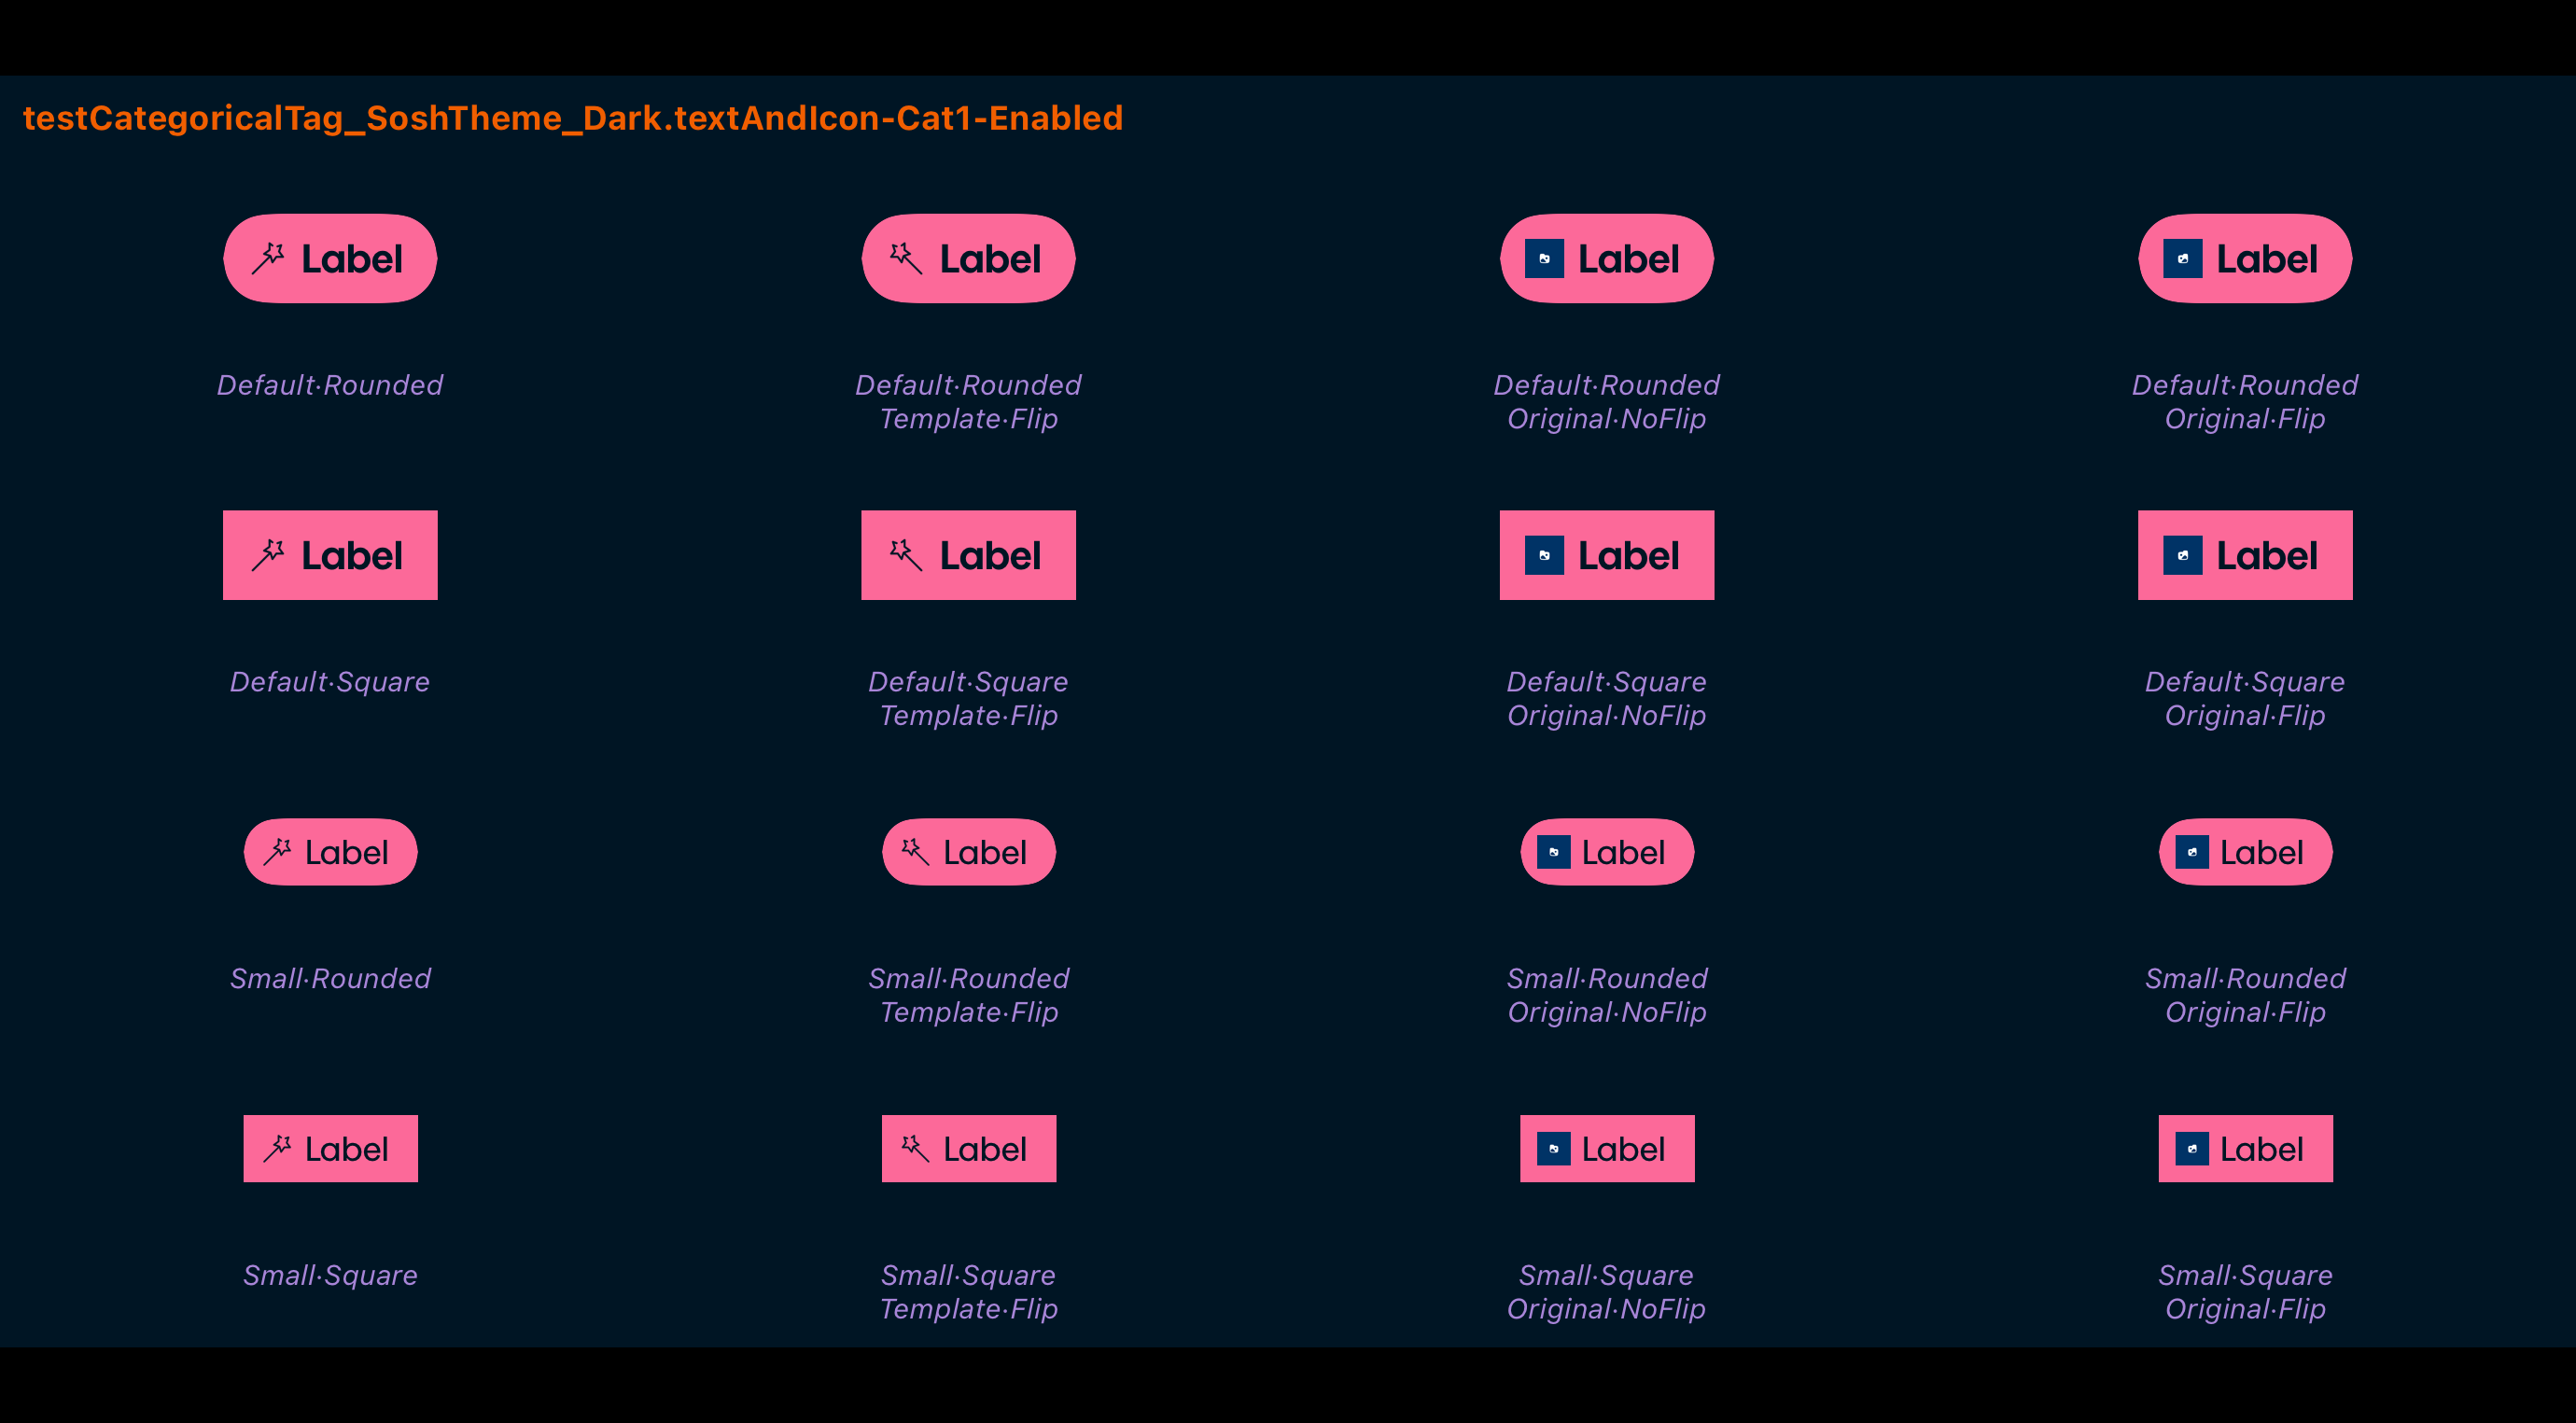 testCategoricalTag_SoshTheme_Dark.textAndIcon-Cat1-Enabled
Label
Label
Label
Label
Default·Rounded
Default·Rounded
Template·Flip
Default·Rounded
Original·NoFlip
Default·Rounded
Original·Flip
Label
Label
Label
Label
Default·Square
Default·Square
Template·Flip
Default·Square
Original·NoFlip
Default·Square
Original·Flip
Label
Label
Label
Label
Small·Rounded
Small·Rounded
Template·Flip
Small·Rounded
Original·NoFlip
Small·Rounded
Original·Flip
Label
Label
Label
Label
Small·Square
Small·Square
Template·Flip
Small·Square
Original·NoFlip
Small·Square
Original·Flip